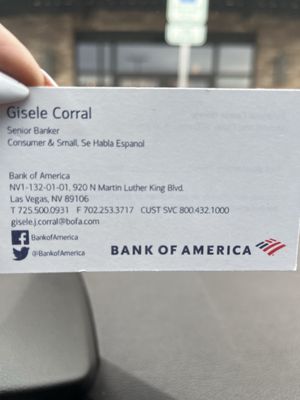 Gisele Corral
Senior Banker
Consumer & Small, Se Habla Espanol
Bank of America
NV1-132-01-01, 920 N Martin Luther King Blvd.
Las Vegas, NV 89106
T 725.500.0931 F 702.253.3717 CUST SVC 800.432.1000
gisele.j.corral@bofa.com
BankofAmerica
@BankofAmerica
BANK OF AMERICA